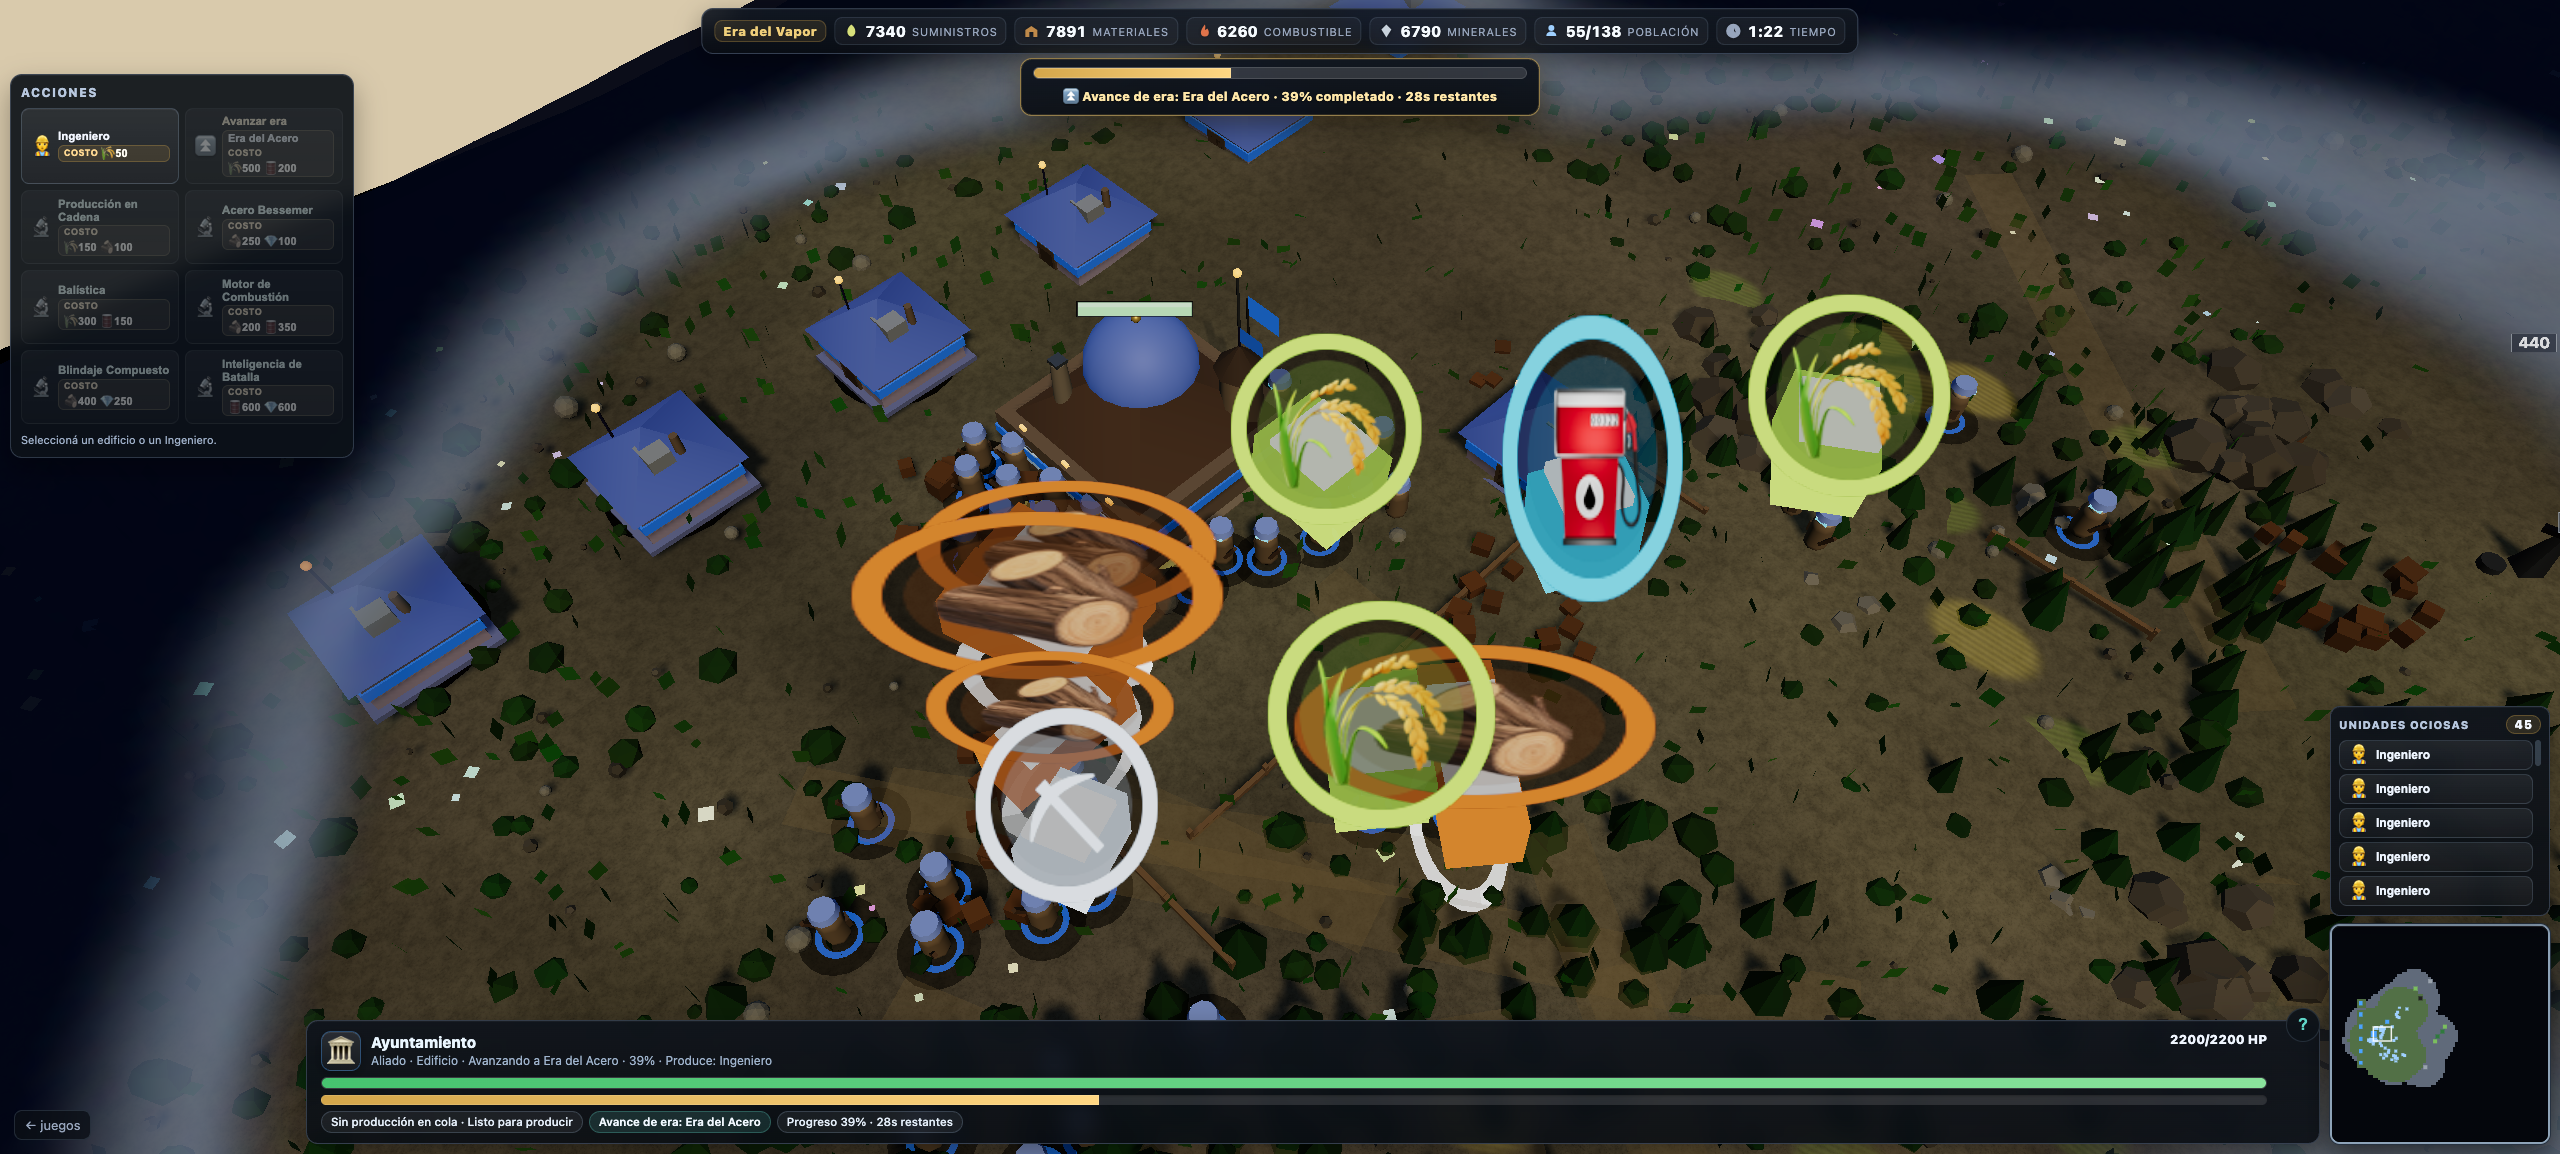 Era del Vapor
7340 SUMINISTROS
7891 MATERIALES
6260 COMBUSTIBLE
6790 MINERALES
55/138 POBLACIÓN
1:22 TIEMPO
Avance de era: Era del Acero · 39% completado · 28s restantes
ACCIONES
Ingeniero
COSTO 50
Avanzar era
Era del Acero
COSTO
500 200
Producción en
Cadena
COSTO
150 100
Acero Bessemer
COSTO
250 100
Balística
COSTO
300 150
Motor de
Combustión
COSTO
200 350
Blindaje Compuesto
COSTO
400 250
Inteligencia de
Batalla
COSTO
600 600
Seleccioná un edificio o un Ingeniero.
440
UNIDADES OCIOSAS 45
Ingeniero
Ingeniero
Ingeniero
Ingeniero
Ingeniero
Ayuntamiento
Aliado · Edificio · Avanzando a Era del Acero · 39% · Produce: Ingeniero
2200/2200 HP
?
Sin producción en cola · Listo para producir
Avance de era: Era del Acero
Progreso 39% · 28s restantes
← juegos